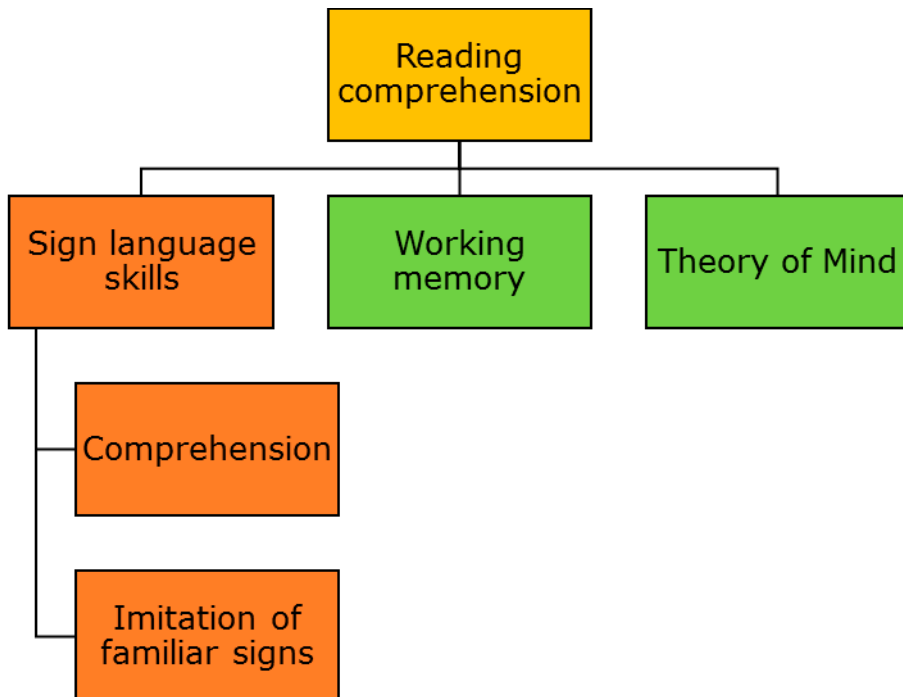 Reading
comprehension
Sign language
skills
Working
memory
Theory of Mind
Comprehension
Imitation of
familiar signs